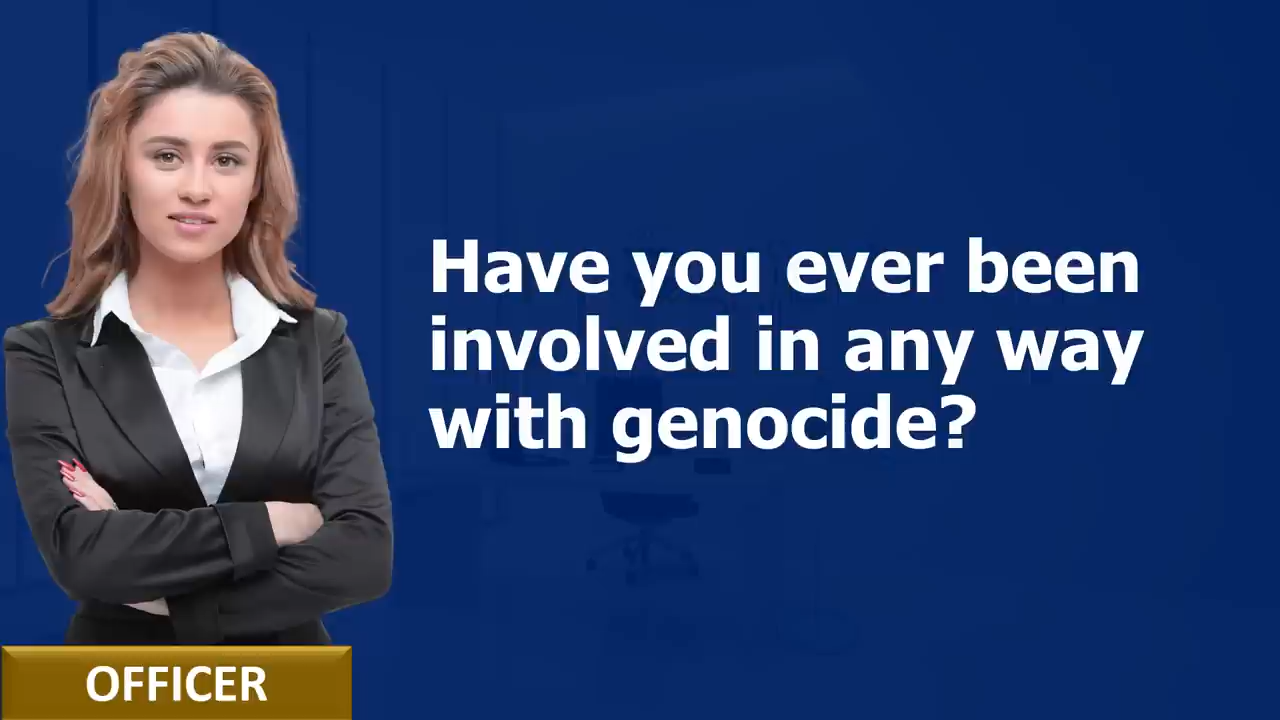 Have you ever been
involved in any way
with genocide?
OFFICER